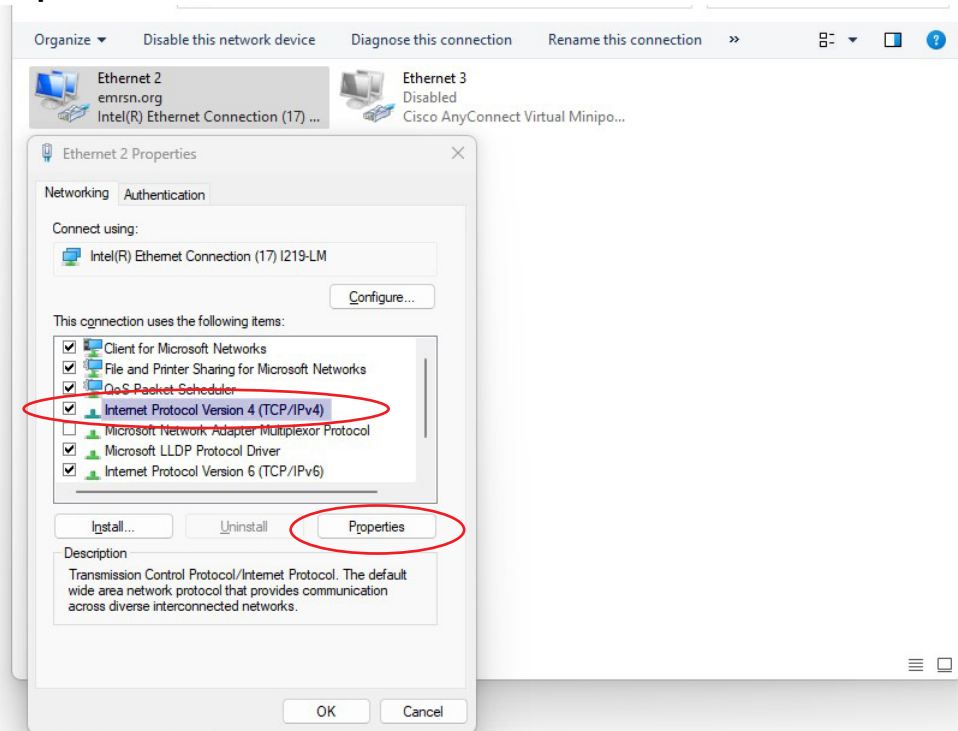 Organize Disable this network device Diagnose this connection Rename this connection »
Ethernet 2
emrsn.org
Intel(R) Ethernet Connection (17) ...
Ethernet 3
Disabled
Cisco AnyConnect Virtual Minipo...
Ethernet 2 Properties
Networking Authentication
Connect using:
Intel(R) Ethernet Connection (17) I219-LM
Configure...
This connection uses the following items:
Client for Microsoft Networks
File and Printer Sharing for Microsoft Networks
QoS Packet Scheduler
Internet Protocol Version 4 (TCP/IPv4)
Microsoft Network Adapter Multiplexor Protocol
Microsoft LLDP Protocol Driver
Internet Protocol Version 6 (TCP/IPv6)
Install... Uninstall Properties
Description
Transmission Control Protocol/Internet Protocol. The default
wide area network protocol that provides communication
across diverse interconnected networks.
OK Cancel